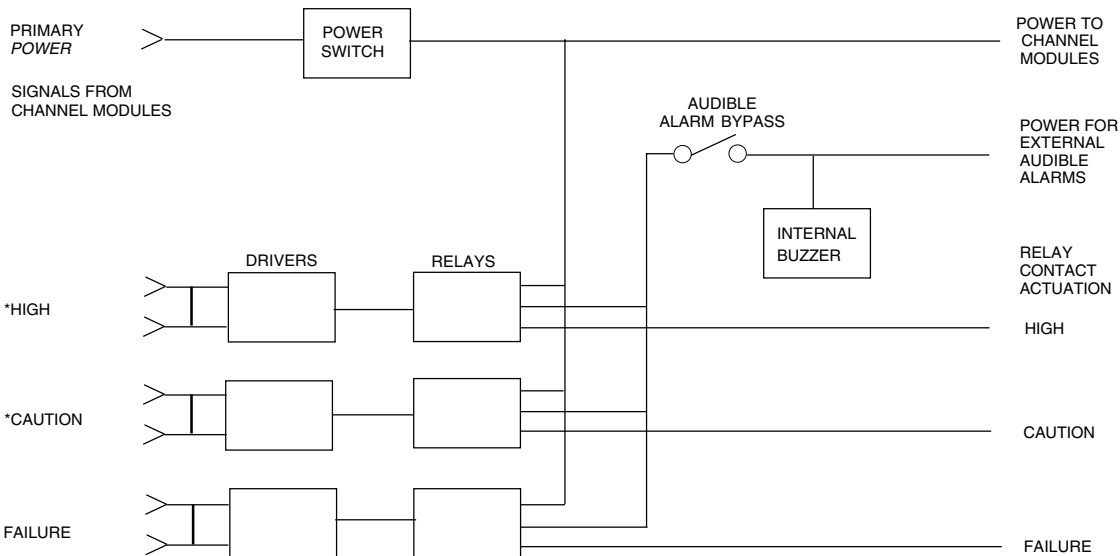 PRIMARY
POWER
POWER
SWITCH
POWER TO
CHANNEL
MODULES
SIGNALS FROM
CHANNEL MODULES
AUDIBLE
ALARM BYPASS
POWER FOR
EXTERNAL
AUDIBLE
ALARMS
INTERNAL
BUZZER
DRIVERS
RELAYS
RELAY
CONTACT
ACTUATION
*HIGH
HIGH
*CAUTION
CAUTION
FAILURE
FAILURE